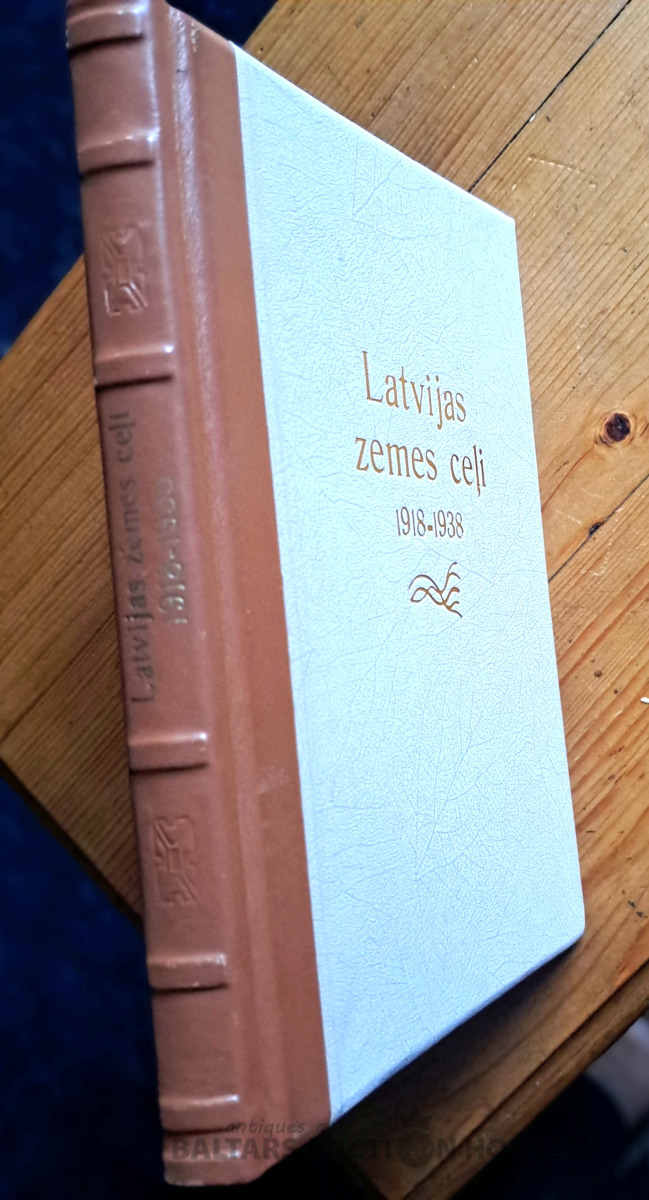 Latvijas
zemes ceļi
1918-1938
Latvijas zemes ceļi
1918-1938
antiques
BALTARS AUCTION HOUSE